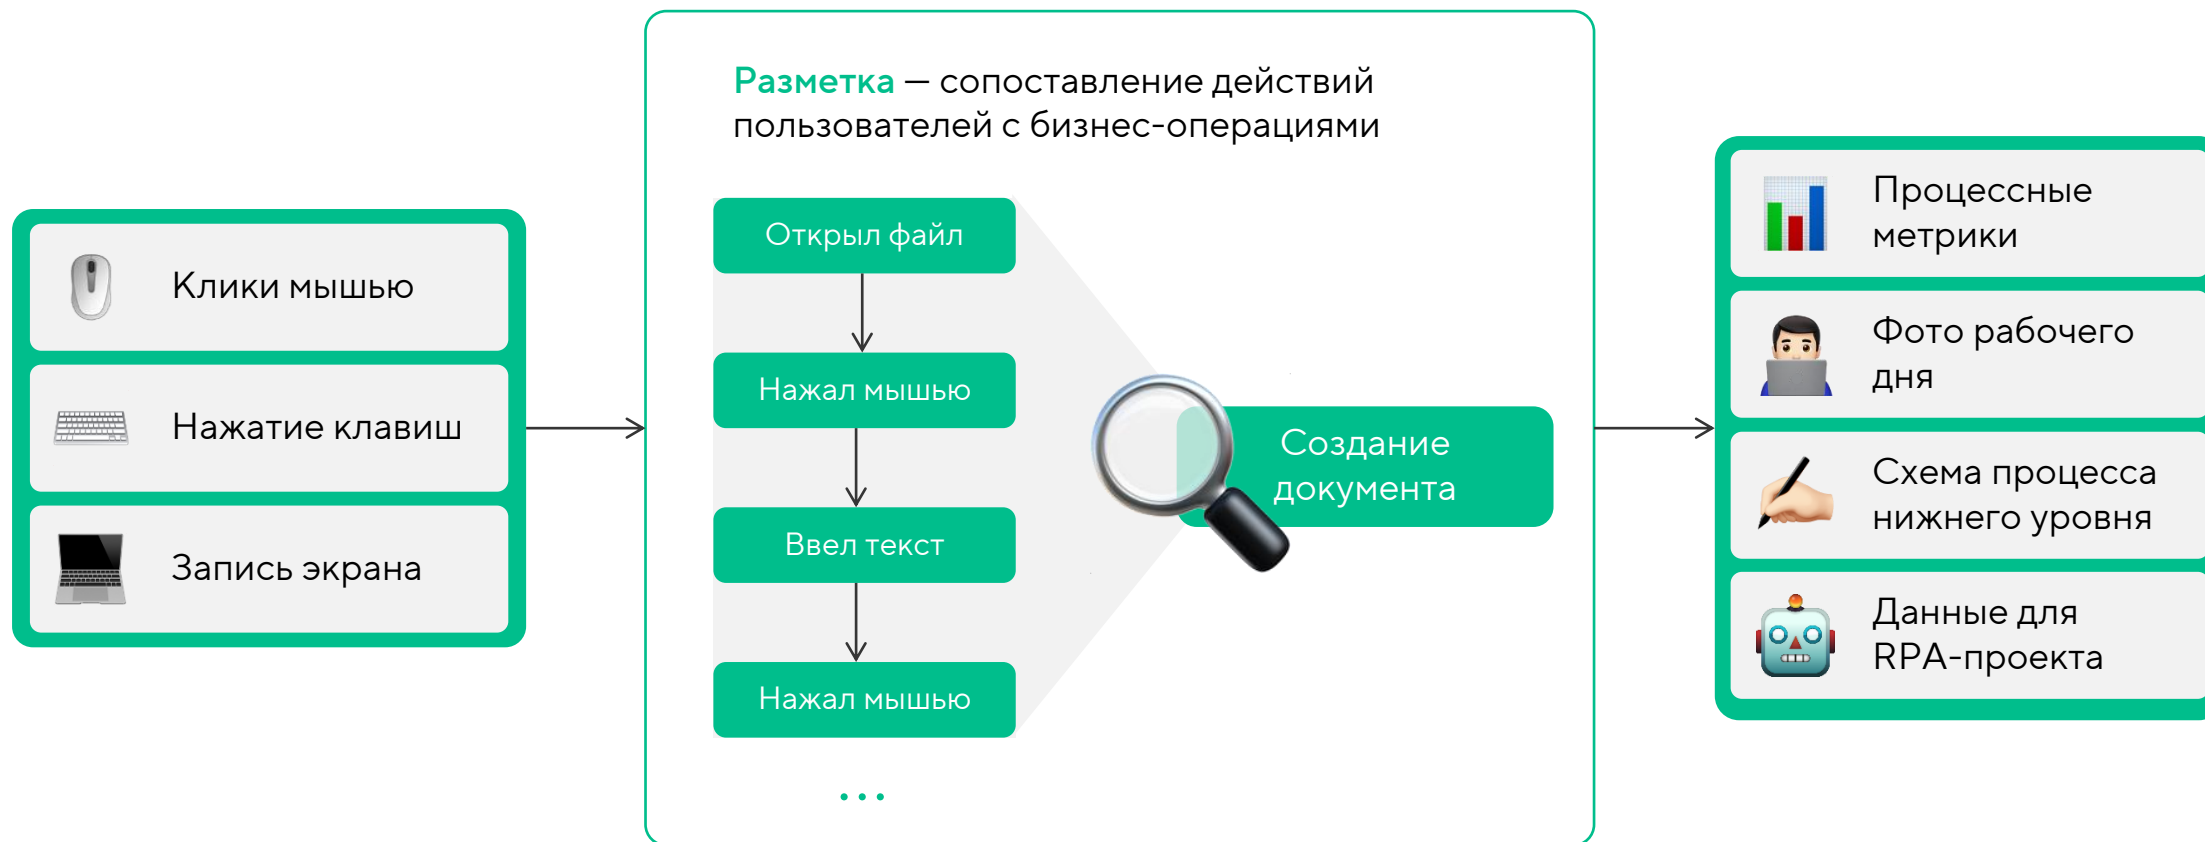 Разметка — сопоставление действий
пользователей с бизнес-операциями
Клики мышью
Нажатие клавиш
Запись экрана
Открыл файл
Нажал мышью
Ввел текст
Нажал мышью
...
Создание
документа
Процессные
метрики
Фото рабочего
дня
Схема процесса
нижнего уровня
Данные для
RPA-проекта